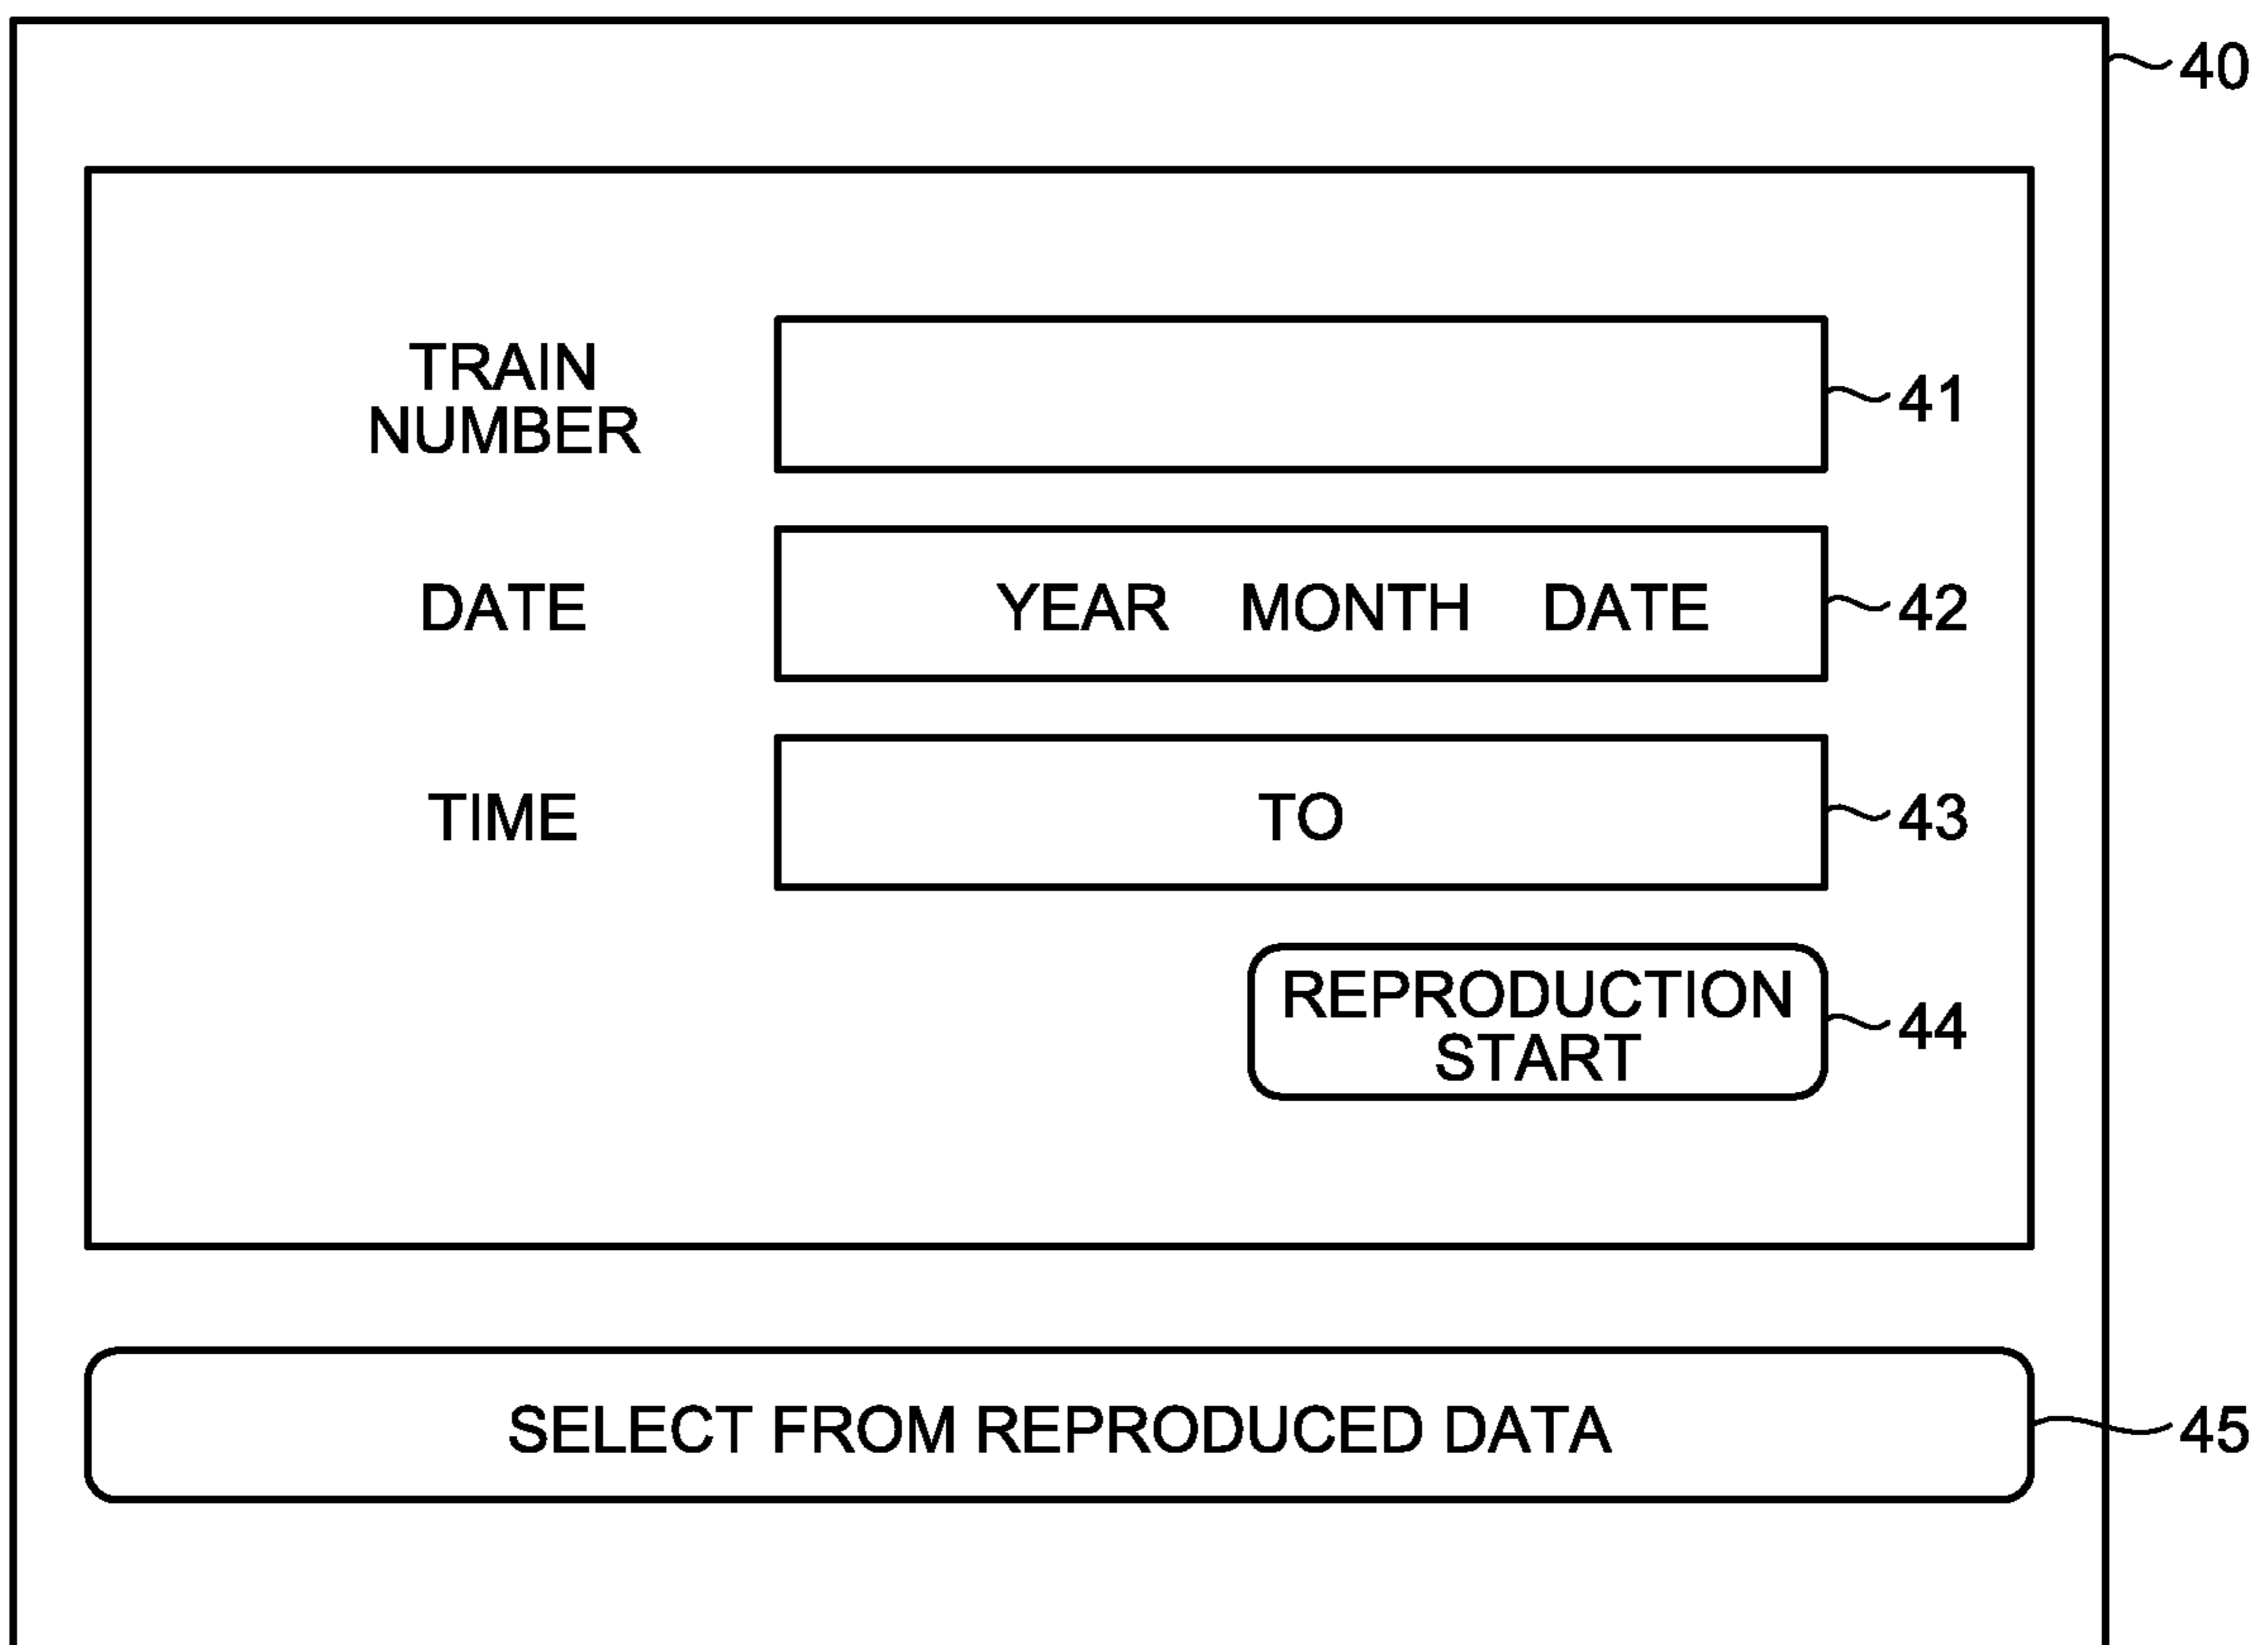 40
TRAIN
NUMBER
41
DATE
YEAR MONTH DATE
42
TIME
TO
43
REPRODUCTION
START
44
SELECT FROM REPRODUCED DATA
45